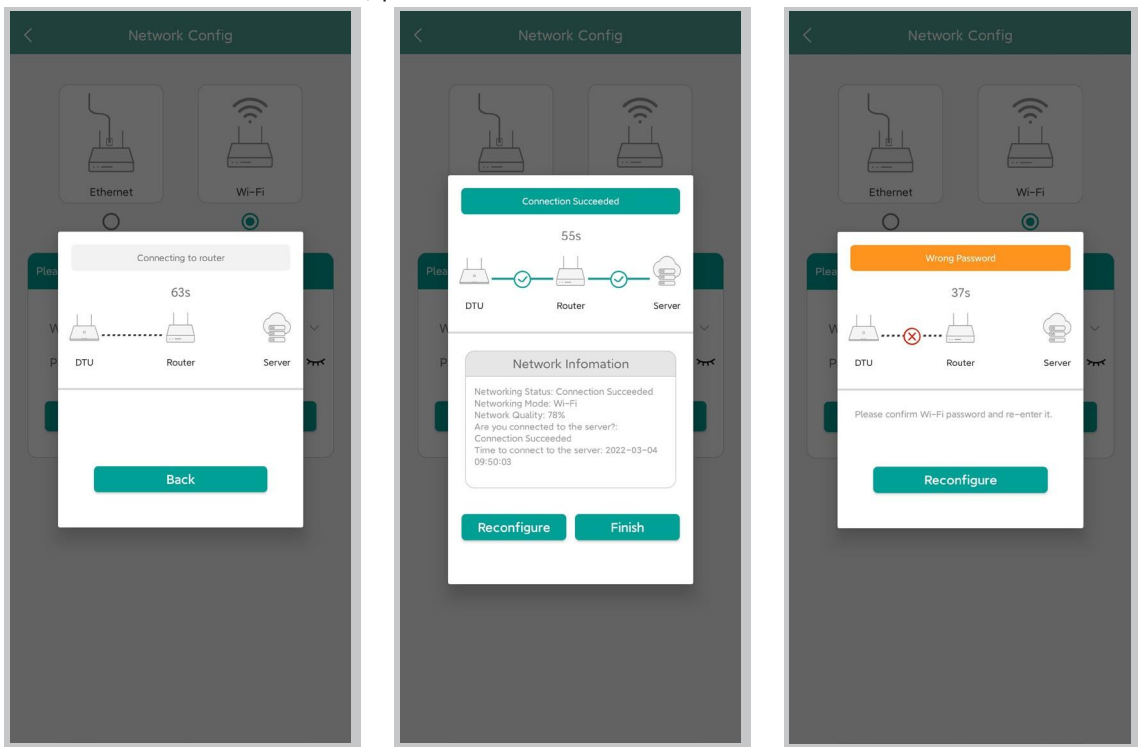 Network Config
Ethernet
Wi-Fi
Plea
Connecting to router
63s
W
P
DTU
Router
Server
Back
Network Config
Connection Succeeded
55s
Plea
DTU
Router
Server
W
P
Network Infomation
Networking Status: Connection Succeeded
Networking Mode: Wi-Fi
Network Quality: 78%
Are you connected to the server?:
Connection Succeeded
Time to connect to the server: 2022-03-04
09:50:03
Reconfigure
Finish
Network Config
Ethernet
Wi-Fi
Plea
Wrong Password
37s
W
P
DTU
Router
Server
Please confirm Wi-Fi password and re-enter it.
Reconfigure